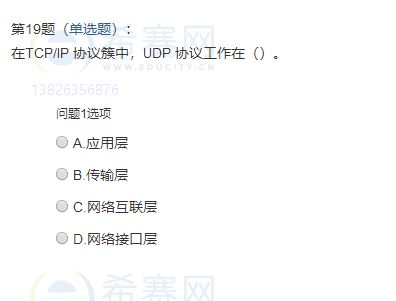 第19题（单选题）：
在TCP/IP 协议簇中，UDP 协议工作在（）。
希赛网
WWW.EDUCITY.CN
13826356876
问题1选项
A.应用层
B.传输层
C.网络互联层
D.网络接口层
希赛网